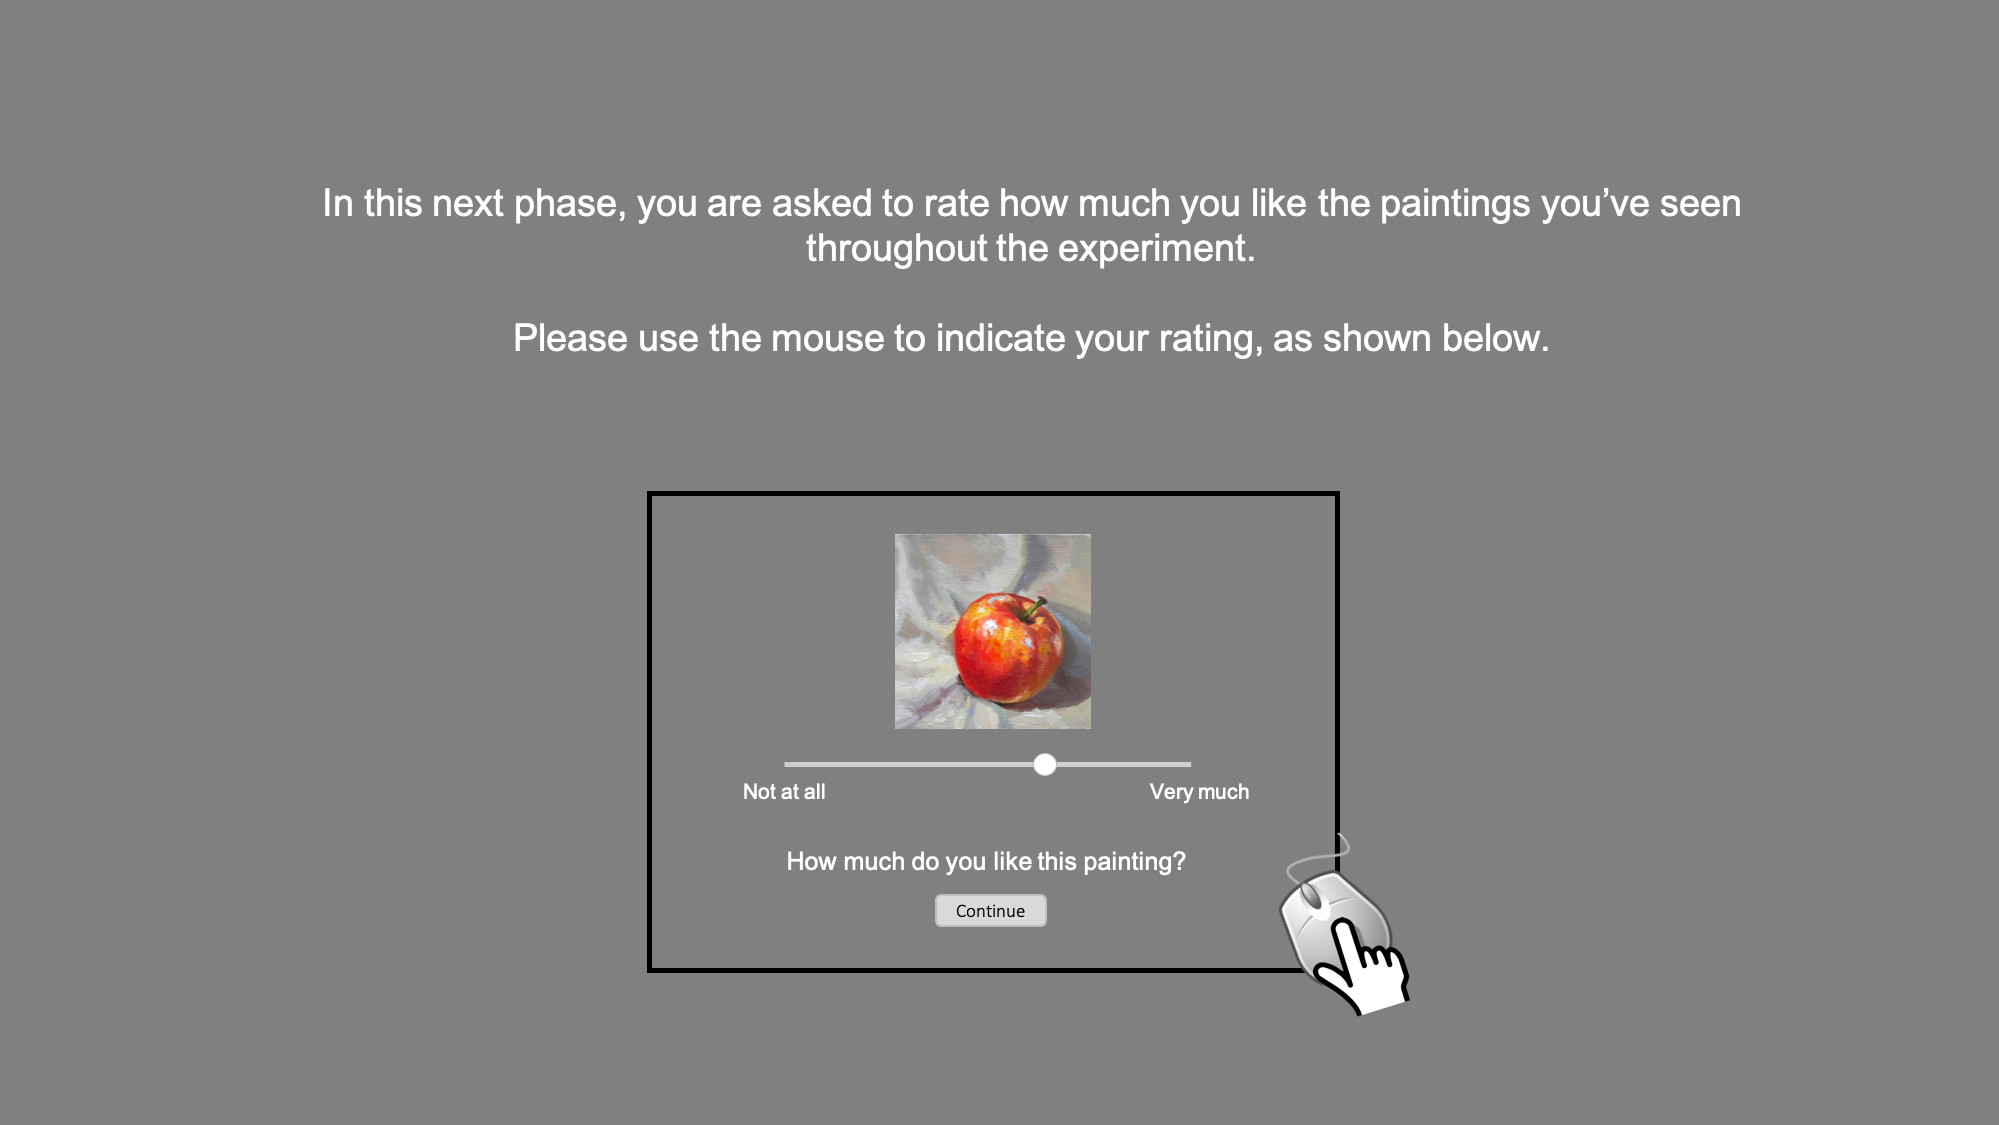 In this next phase, you are asked to rate how much you like the paintings you’ve seen
throughout the experiment.
Please use the mouse to indicate your rating, as shown below.
Not at all
Very much
How much do you like this painting?
Continue